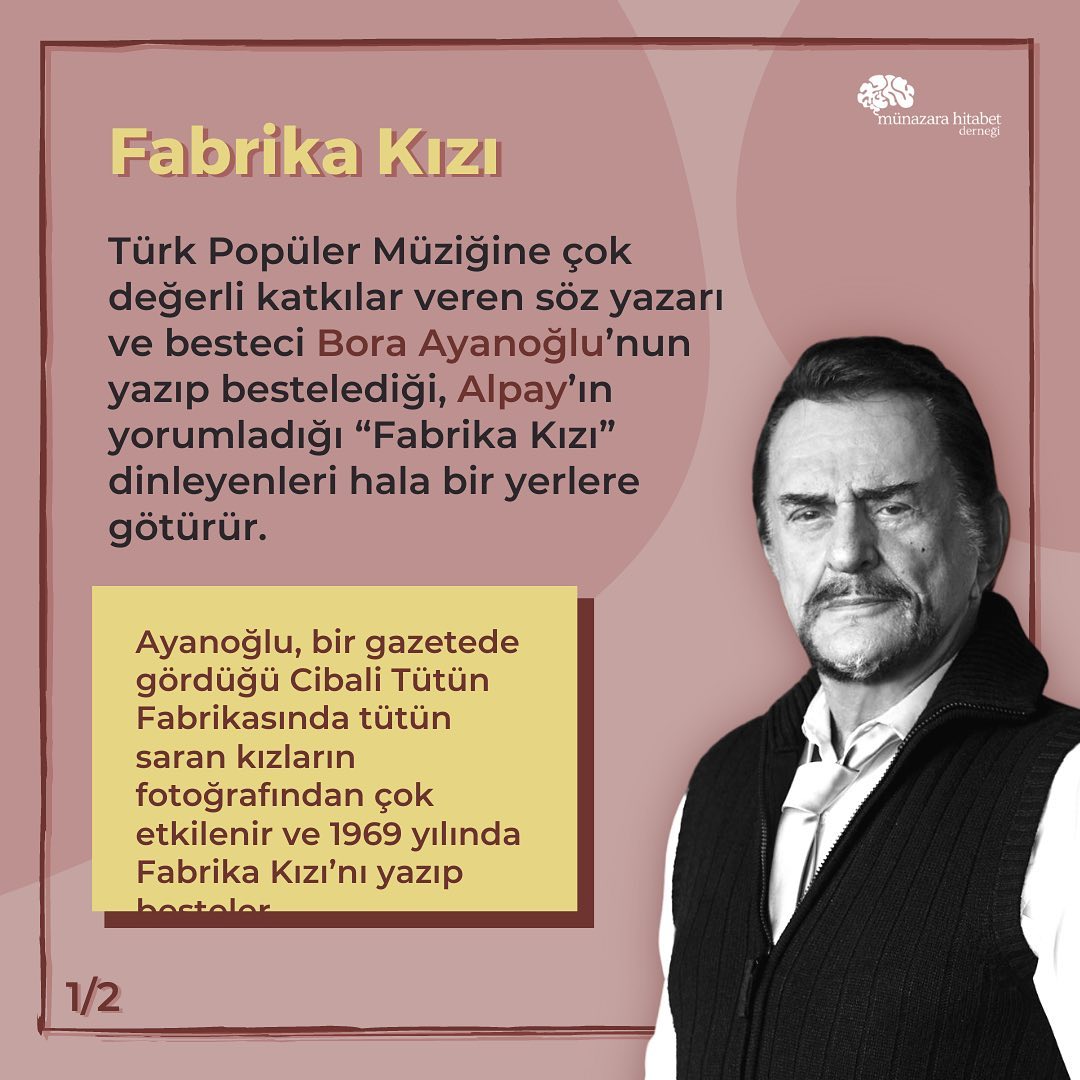 münazara hitabet
derneği
Fabrika Kızı
Türk Popüler Müziğine çok
değerli katkılar veren söz yazarı
ve besteci Bora Ayanoğlu’nun
yazıp bestelediği, Alpay’ın
yorumladığı “Fabrika Kızı”
dinleyenleri hala bir yerlere
götürür.
Ayanoğlu, bir gazetede
gördüğü Cibali Tütün
Fabrikasında tütün
saran kızların
fotoğrafından çok
etkilenir ve 1969 yılında
Fabrika Kızı’nı yazıp
besteler
1/2